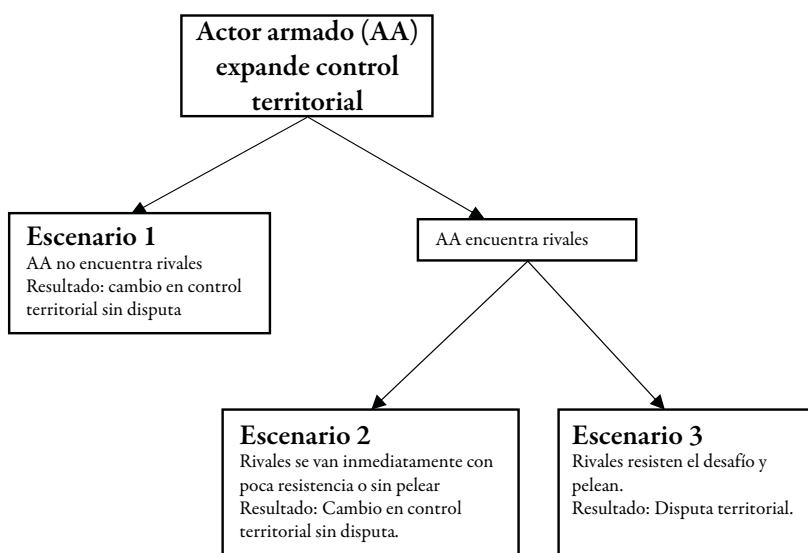 Actor armado (AA)
expande control
territorial
Escenario 1
AA no encuentra rivales
Resultado: cambio en control
territorial sin disputa
AA encuentra rivales
Escenario 2
Rivales se van inmediatamente con
poca resistencia o sin pelear
Resultado: Cambio en control
territorial sin disputa.
Escenario 3
Rivales resisten el desafío y
pelean.
Resultado: Disputa territorial.